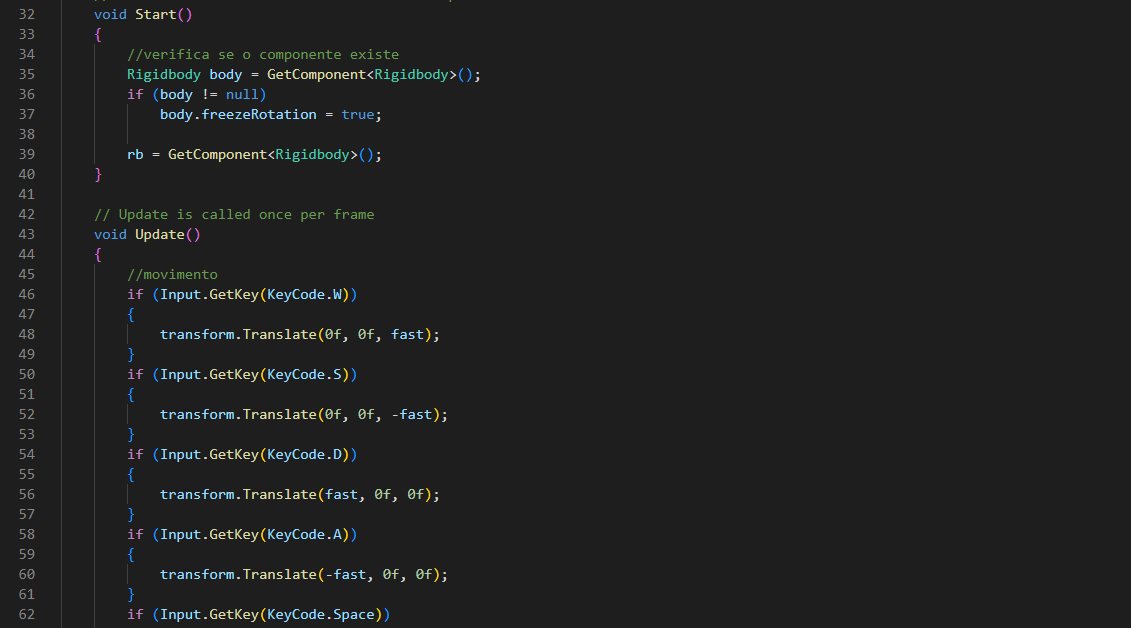 32 void Start()
33 {
34 //verifica se o componente existe
35 Rigidbody body = GetComponent<Rigidbody>();
36 if (body != null)
37 body.freezeRotation = true;
38
39 rb = GetComponent<Rigidbody>();
40 }
41
42 // Update is called once per frame
43 void Update()
44 {
45 //movimento
46 if (Input.GetKey(KeyCode.W))
47 {
48 transform.Translate(0f, 0f, fast);
49 }
50 if (Input.GetKey(KeyCode.S))
51 {
52 transform.Translate(0f, 0f, -fast);
53 }
54 if (Input.GetKey(KeyCode.D))
55 {
56 transform.Translate(fast, 0f, 0f);
57 }
58 if (Input.GetKey(KeyCode.A))
59 {
60 transform.Translate(-fast, 0f, 0f);
61 }
62 if (Input.GetKey(KeyCode.Space))